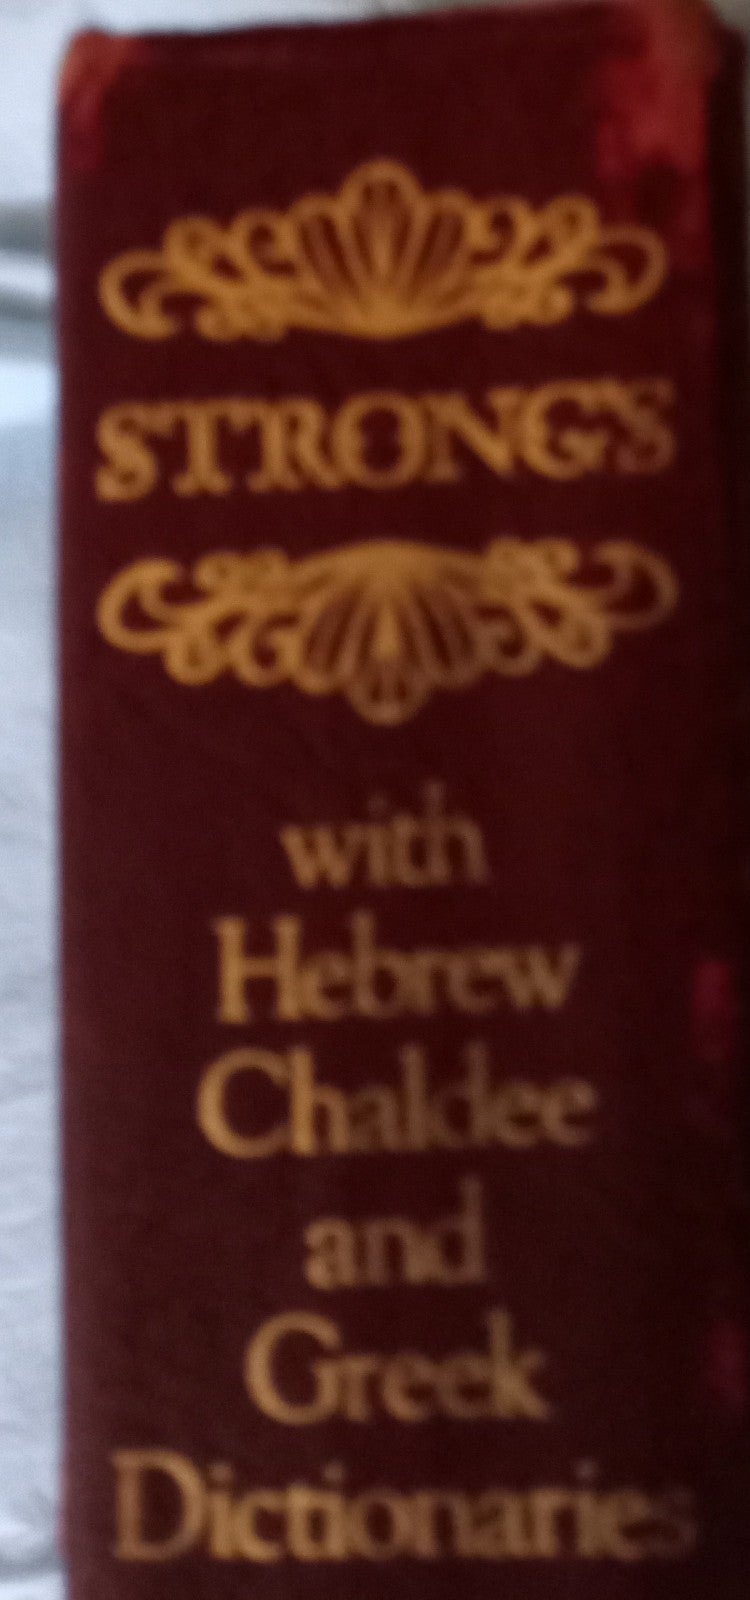 STRONG'S
with
Hebrew
Chaldee
and
Greek
Dictionaries